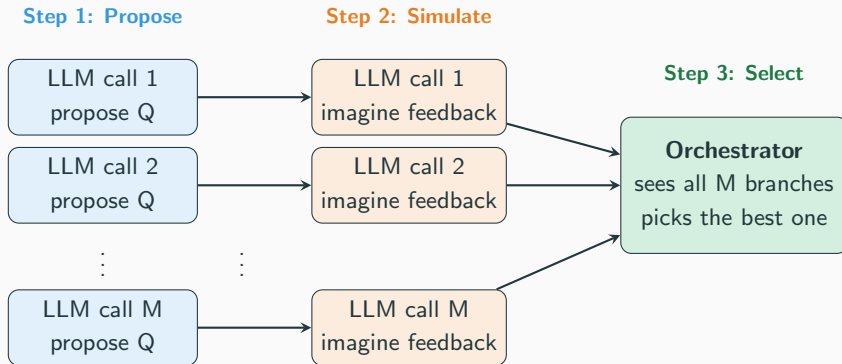 Step 1: Propose
Step 2: Simulate
Step 3: Select
LLM call 1
propose Q
LLM call 1
imagine feedback
LLM call 2
propose Q
LLM call 2
imagine feedback
Orchestrator
sees all M branches
picks the best one
⋮
⋮
LLM call M
propose Q
LLM call M
imagine feedback